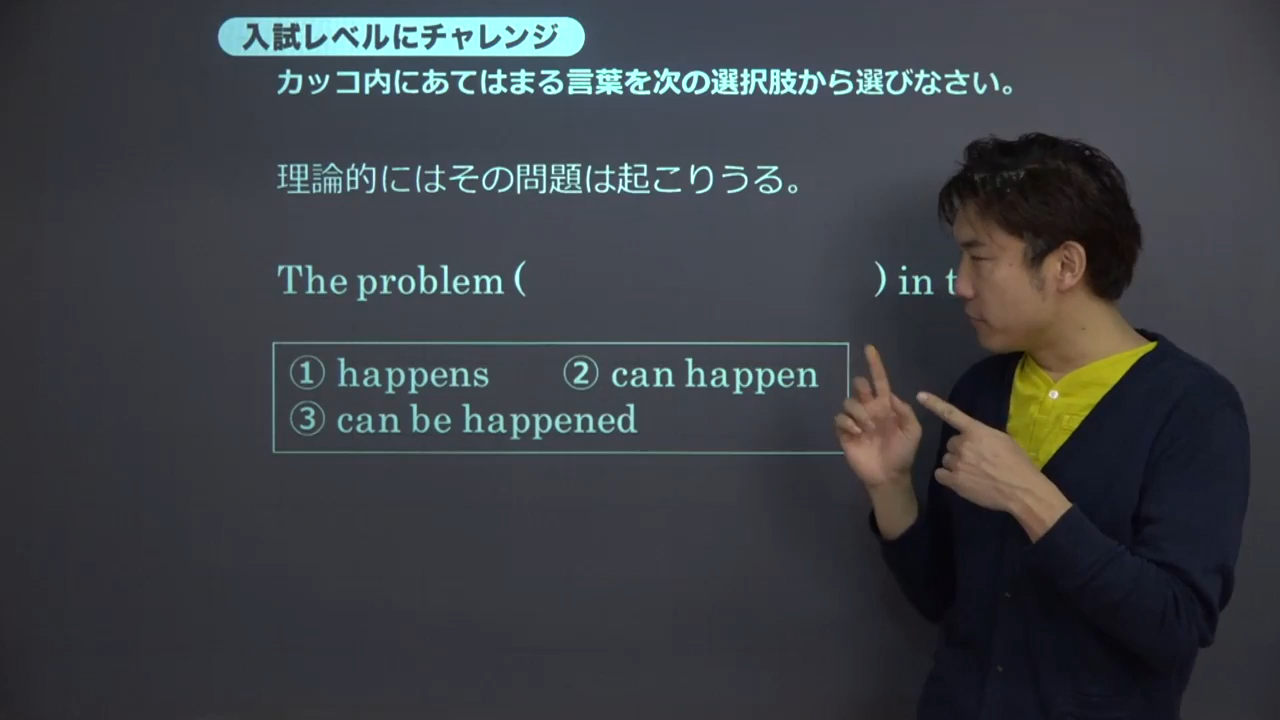 入試レベルにチャレンジ
カッコ内にあてはまる言葉を次の選択肢から選びなさい。
理論的にはその問題は起こりうる。
The problem ( ) in
① happens ② can happen
③ can be happened